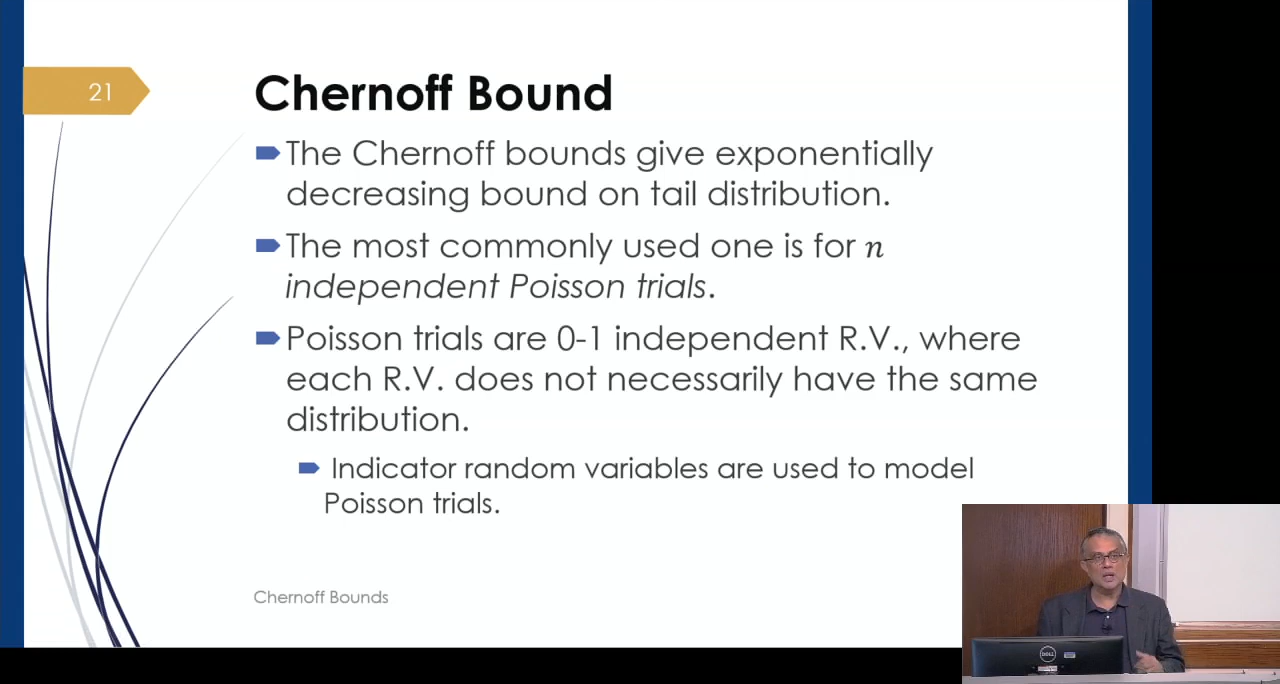 21
Chernoff Bound
The Chernoff bounds give exponentially
decreasing bound on tail distribution.
The most commonly used one is for n
independent Poisson trials.
Poisson trials are 0-1 independent R.V., where
each R.V. does not necessarily have the same
distribution.
Indicator random variables are used to model
Poisson trials.
Chernoff Bounds
DELL